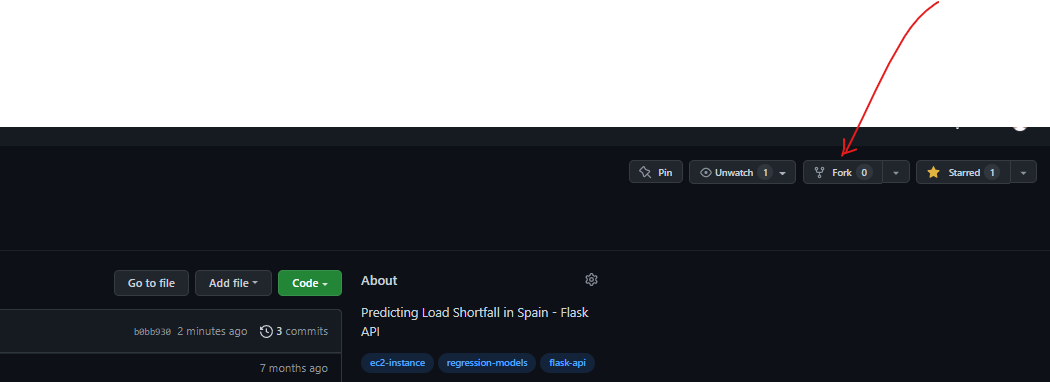 Pin
Unwatch 1
Fork 0
Starred 1
Go to file
Add file
Code
About
Predicting Load Shortfall in Spain - Flask
API
b0bb930 2 minutes ago
3 commits
ec2-instance
regression-models
flask-api
7 months ago